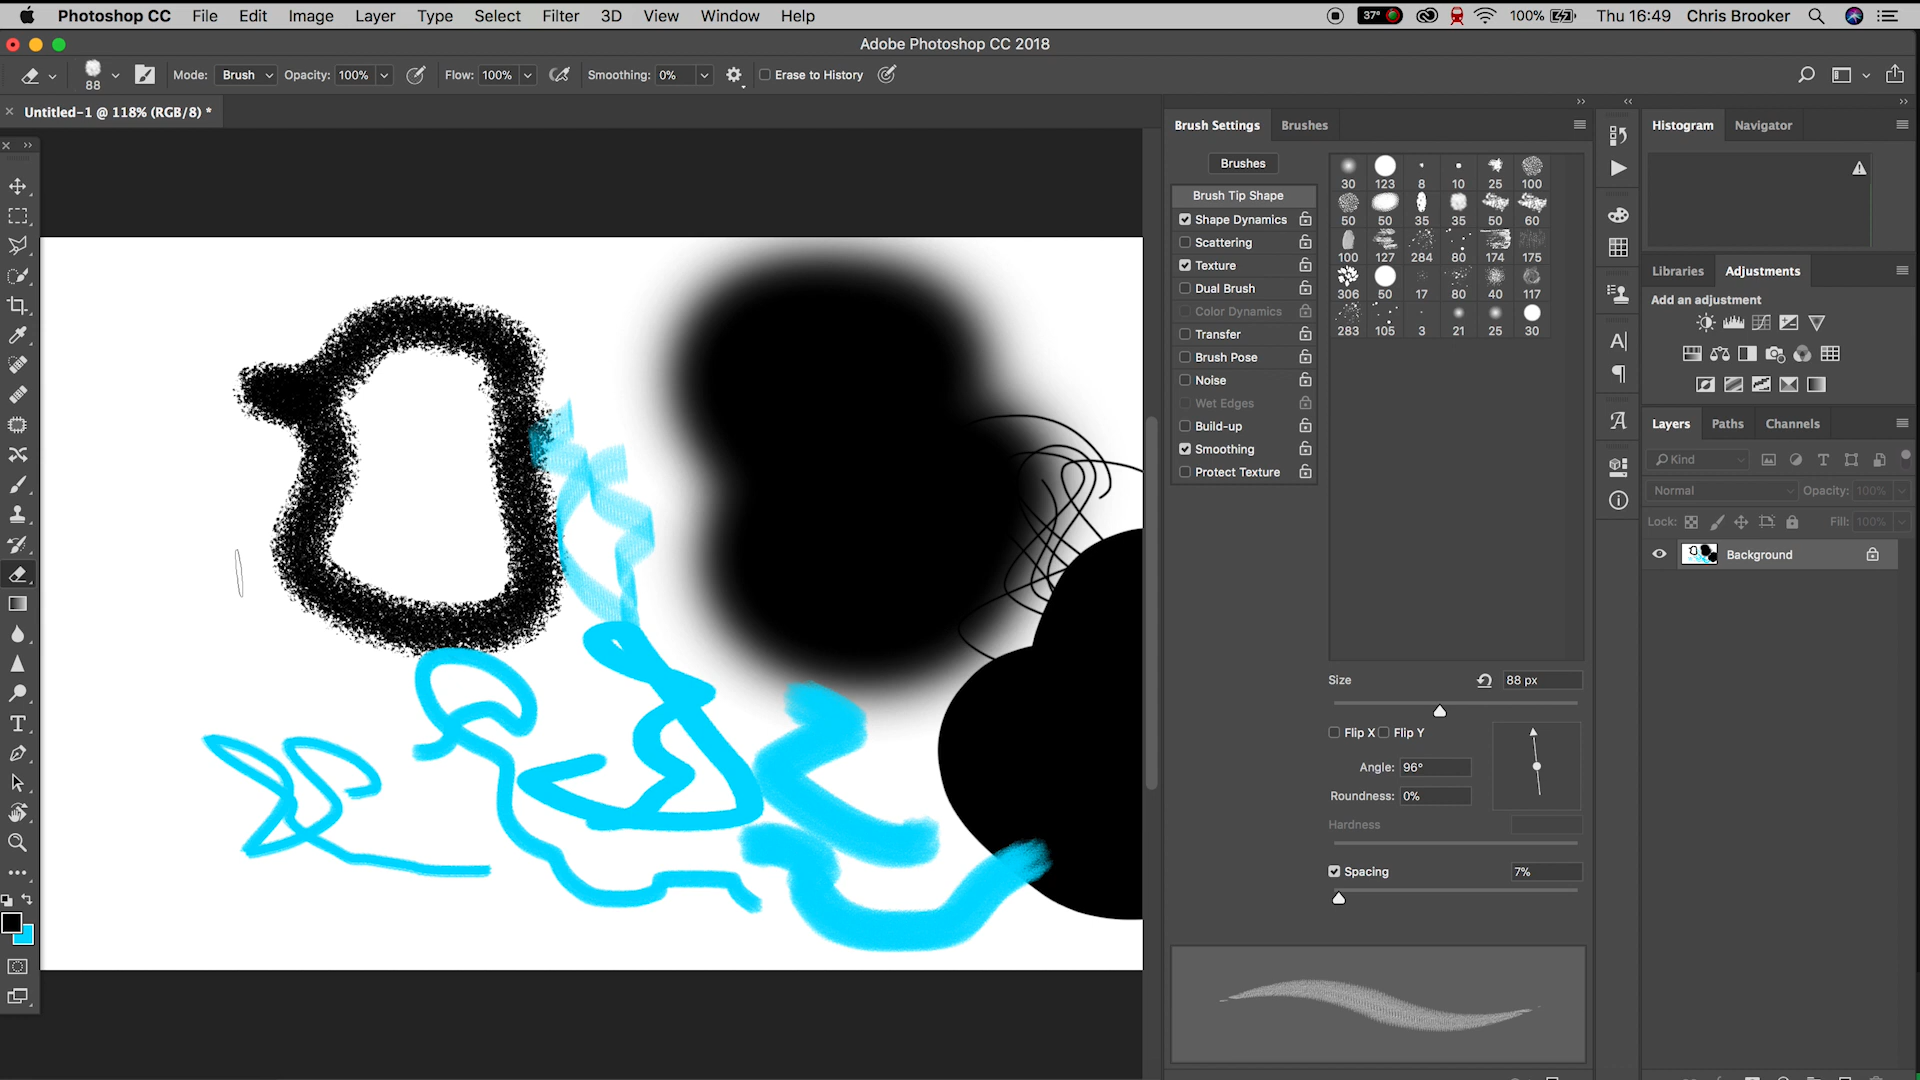 Photoshop CC File Edit Image Layer Type Select Filter 3D View Window Help 37° 100% Thu 16:49 Chris Brooker
Adobe Photoshop CC 2018
88 Mode: Brush Opacity: 100% Flow: 100% Smoothing: 0% Erase to History
Untitled-1 @ 118% (RGB/8) *
Brush Settings Brushes
Brushes
Brush Tip Shape
Shape Dynamics
Scattering
Texture
Dual Brush
Color Dynamics
Transfer
Brush Pose
Noise
Wet Edges
Build-up
Smoothing
Protect Texture
30 123 8 10 25 100
50 50 35 35 50 60
100 127 284 80 174 175
306 50 17 80 40 117
283 105 3 21 25 30
Size 88 px
Flip X Flip Y
Angle: 96°
Roundness: 0%
Hardness
Spacing 7%
Histogram Navigator
Libraries Adjustments
Add an adjustment
Layers Paths Channels
Kind
Normal Opacity: 100%
Lock: Fill: 100%
Background